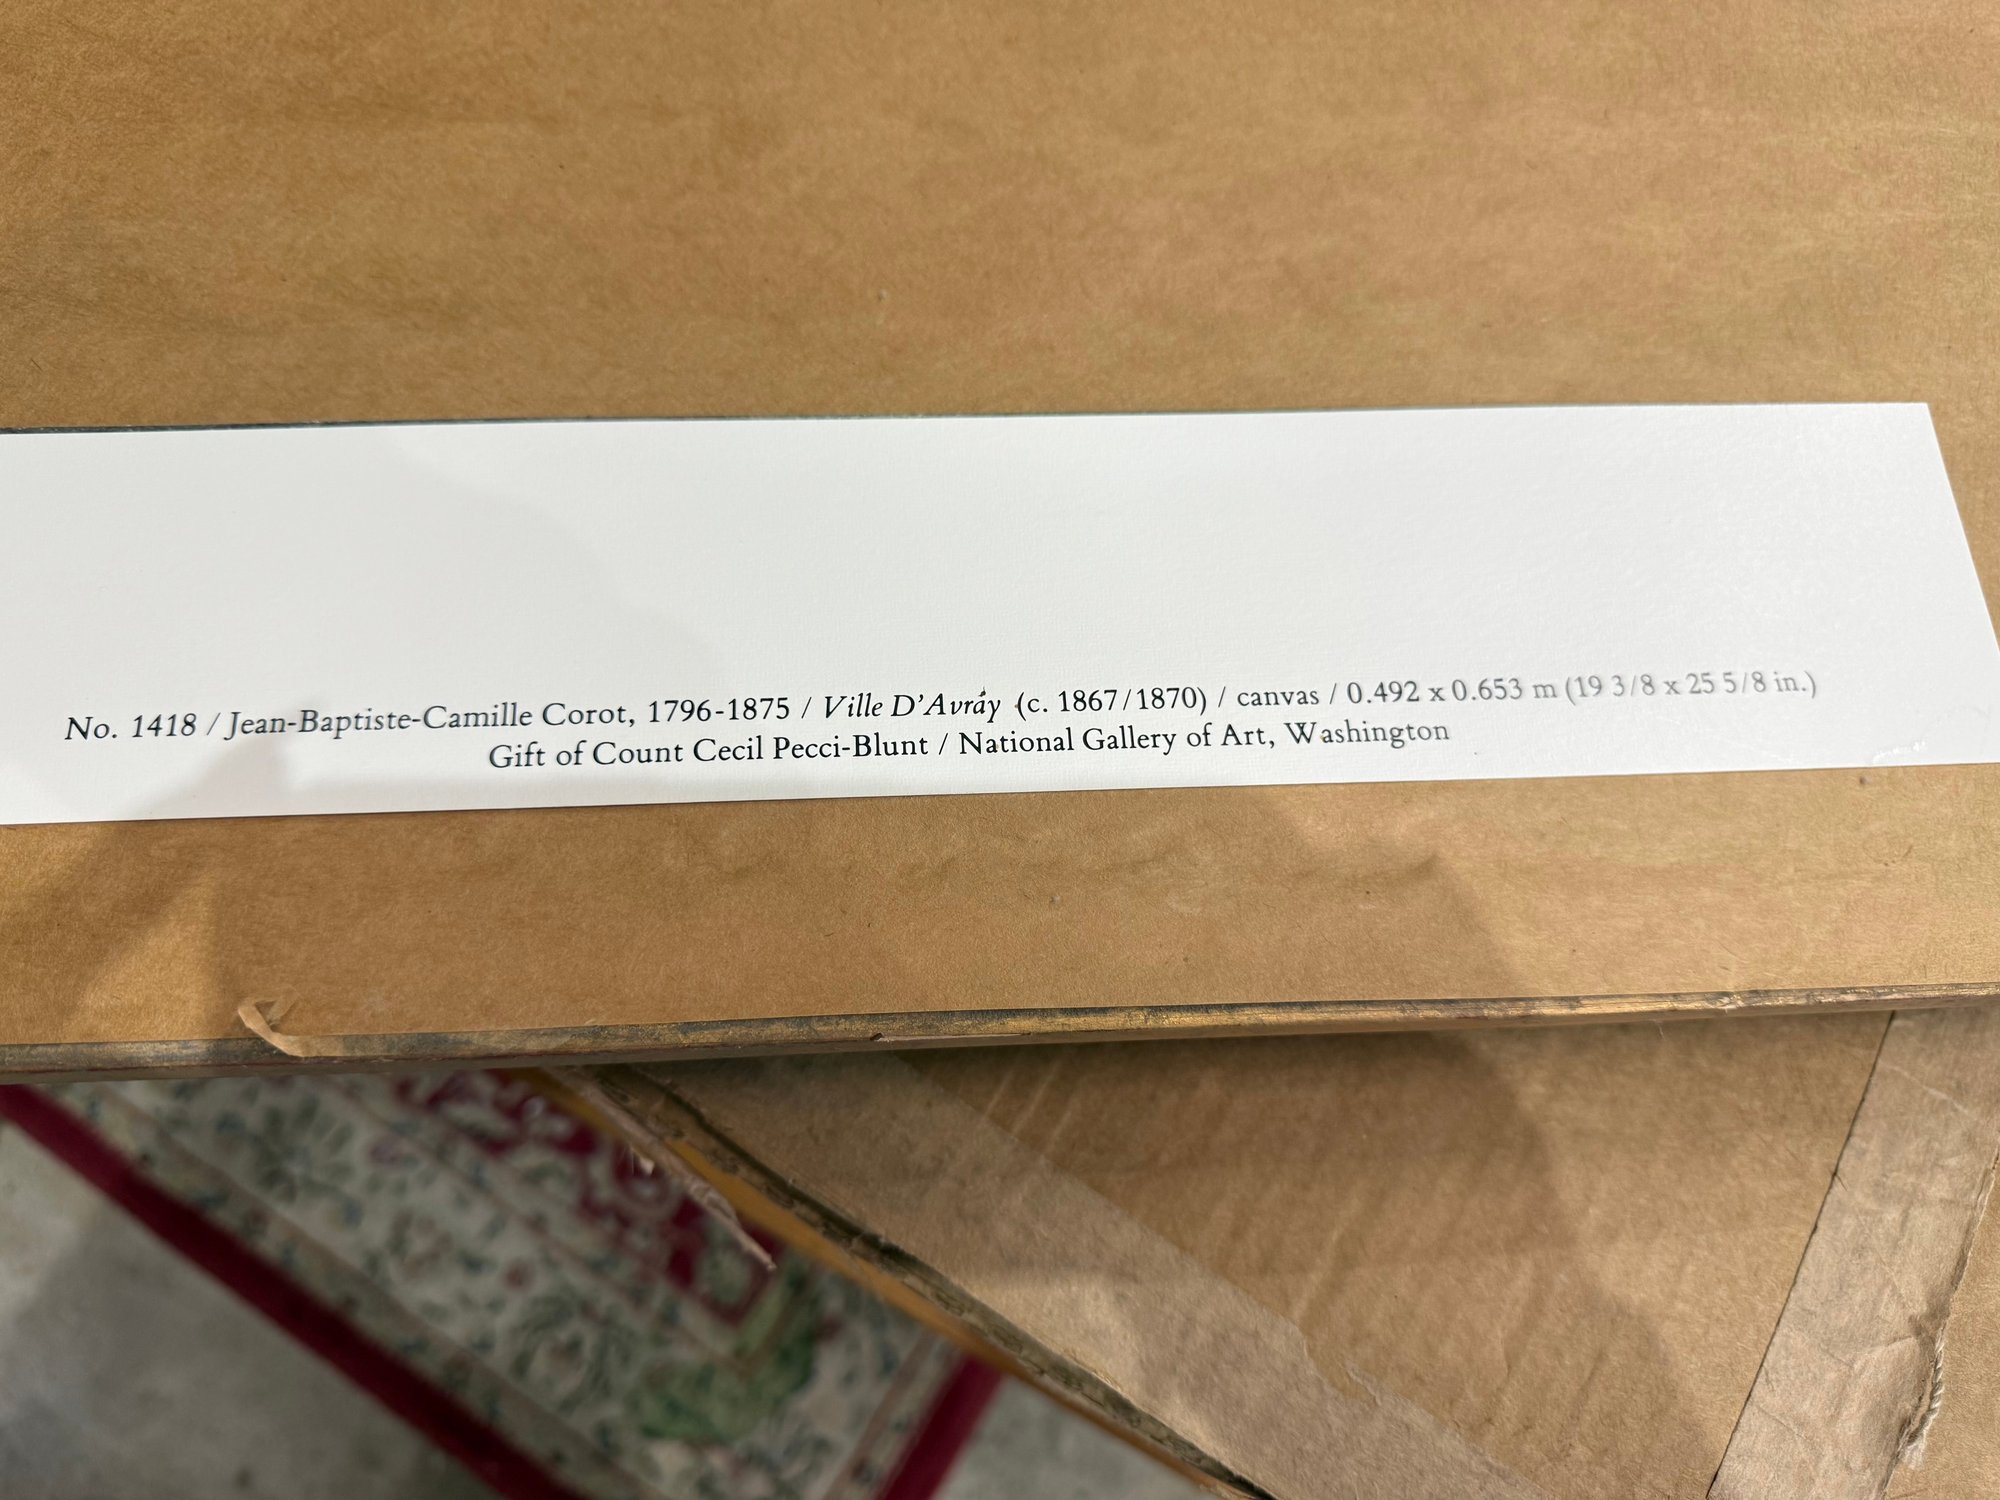 No. 1418 / Jean-Baptiste-Camille Corot, 1796-1875 / Ville D'Avray (c. 1867/1870) / canvas / 0.492 x 0.653 m (19 3/8 x 25 5/8 in.)
Gift of Count Cecil Pecci-Blunt / National Gallery of Art, Washington